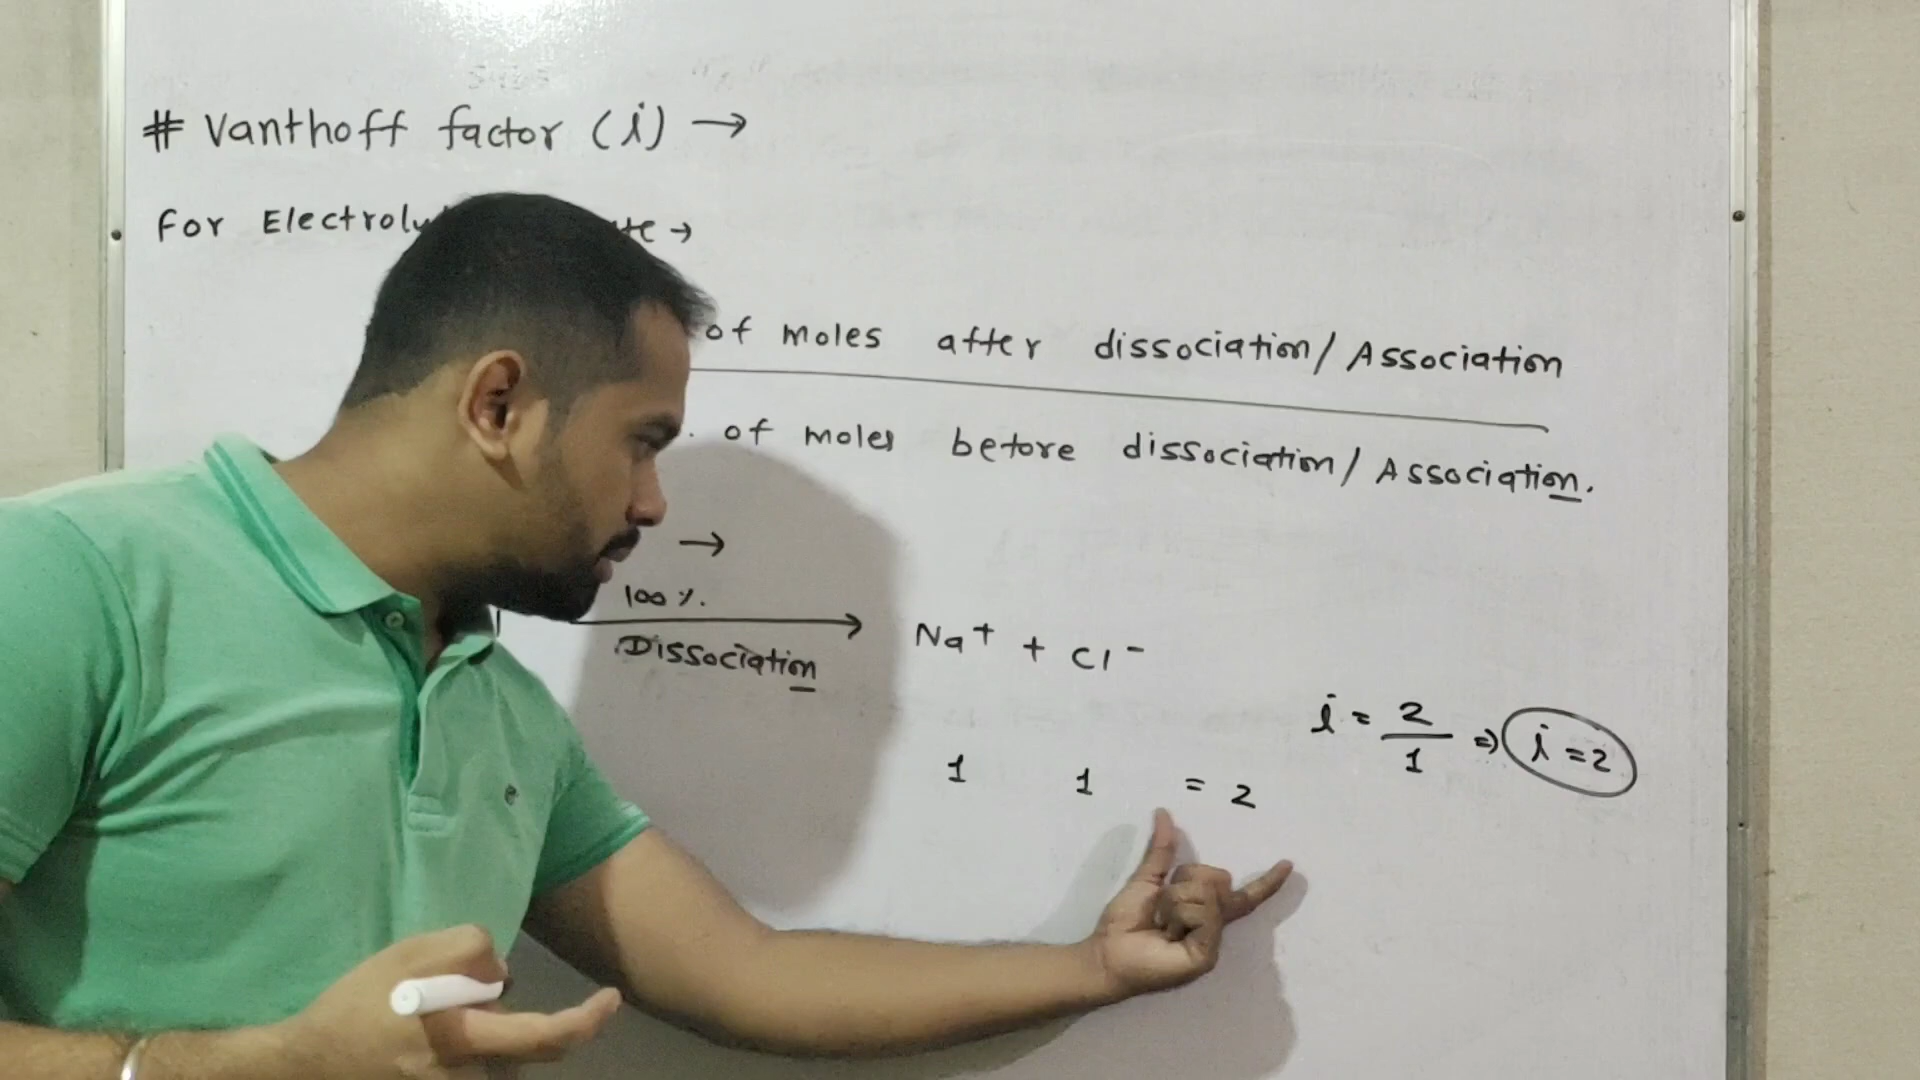 # Vanthoff factor (i) →
For →
of moles after dissociation/Association
. of moles before dissociation/Association.
→
100 %.
Dissociation
Na⁺ + Cl⁻
1 1 = 2
i = 2/1 ⇒ i = 2